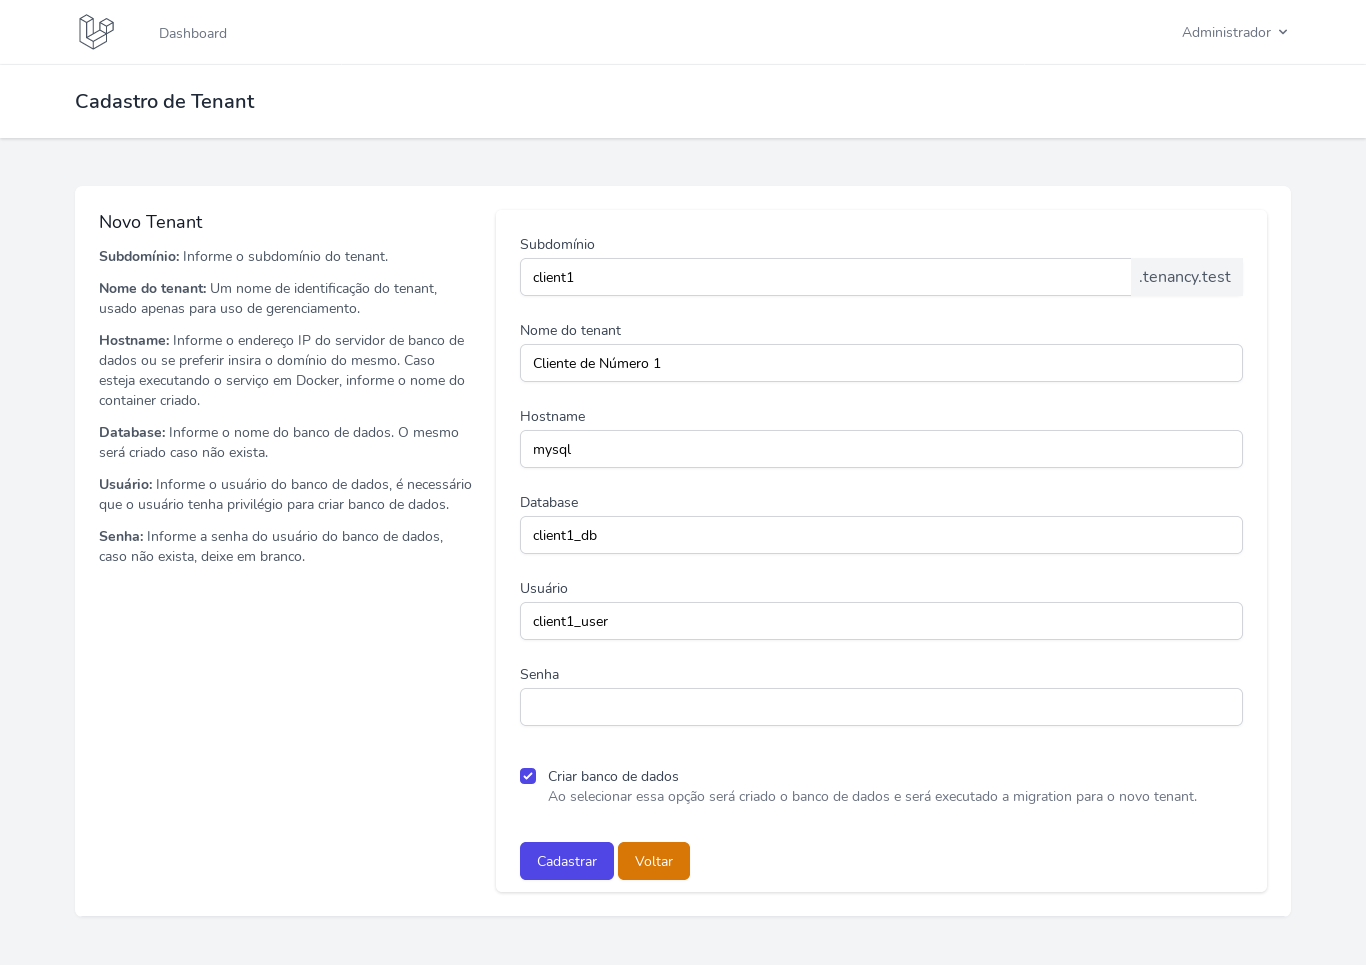 Dashboard
Administrador
Cadastro de Tenant
Novo Tenant
Subdomínio: Informe o subdomínio do tenant.
Nome do tenant: Um nome de identificação do tenant,
usado apenas para uso de gerenciamento.
Hostname: Informe o endereço IP do servidor de banco de
dados ou se preferir insira o domínio do mesmo. Caso
esteja executando o serviço em Docker, informe o nome do
container criado.
Database: Informe o nome do banco de dados. O mesmo
será criado caso não exista.
Usuário: Informe o usuário do banco de dados, é necessário
que o usuário tenha privilégio para criar banco de dados.
Senha: Informe a senha do usuário do banco de dados,
caso não exista, deixe em branco.
Subdomínio
client1 .tenancy.test
Nome do tenant
Cliente de Número 1
Hostname
mysql
Database
client1_db
Usuário
client1_user
Senha
Criar banco de dados
Ao selecionar essa opção será criado o banco de dados e será executado a migration para o novo tenant.
Cadastrar Voltar